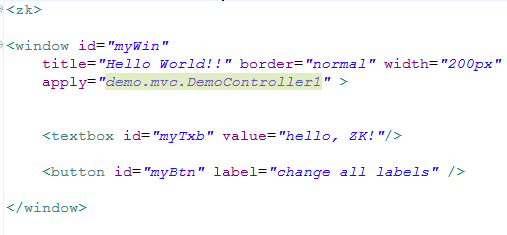 <zk>
<window id="myWin"
title="Hello World!!" border="normal" width="200px"
apply="demo.mvc.DemoController1" >
<textbox id="myTxb" value="hello, ZK!"/>
<button id="myBtn" label="change all labels" />
</window>